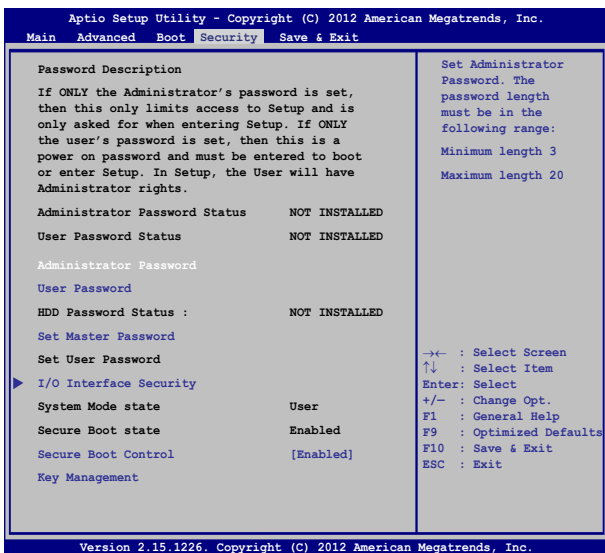 Aptio Setup Utility - Copyright (C) 2012 American Megatrends, Inc.
Main Advanced Boot Security Save & Exit
Password Description
If ONLY the Administrator's password is set,
then this only limits access to Setup and is
only asked for when entering Setup. If ONLY
the user's password is set, then this is a
power on password and must be entered to boot
or enter Setup. In Setup, the User will have
Administrator rights.
Administrator Password Status NOT INSTALLED
User Password Status NOT INSTALLED
Administrator Password
User Password
HDD Password Status : NOT INSTALLED
Set Master Password
Set User Password
I/O Interface Security
System Mode state User
Secure Boot state Enabled
Secure Boot Control [Enabled]
Key Management
Set Administrator
Password. The
password length
must be in the
following range:
Minimum length 3
Maximum length 20
→← : Select Screen
↑↓ : Select Item
Enter: Select
+/— : Change Opt.
F1 : General Help
F9 : Optimized Defaults
F10 : Save & Exit
ESC : Exit
Version 2.15.1226. Copyright (C) 2012 American Megatrends, Inc.